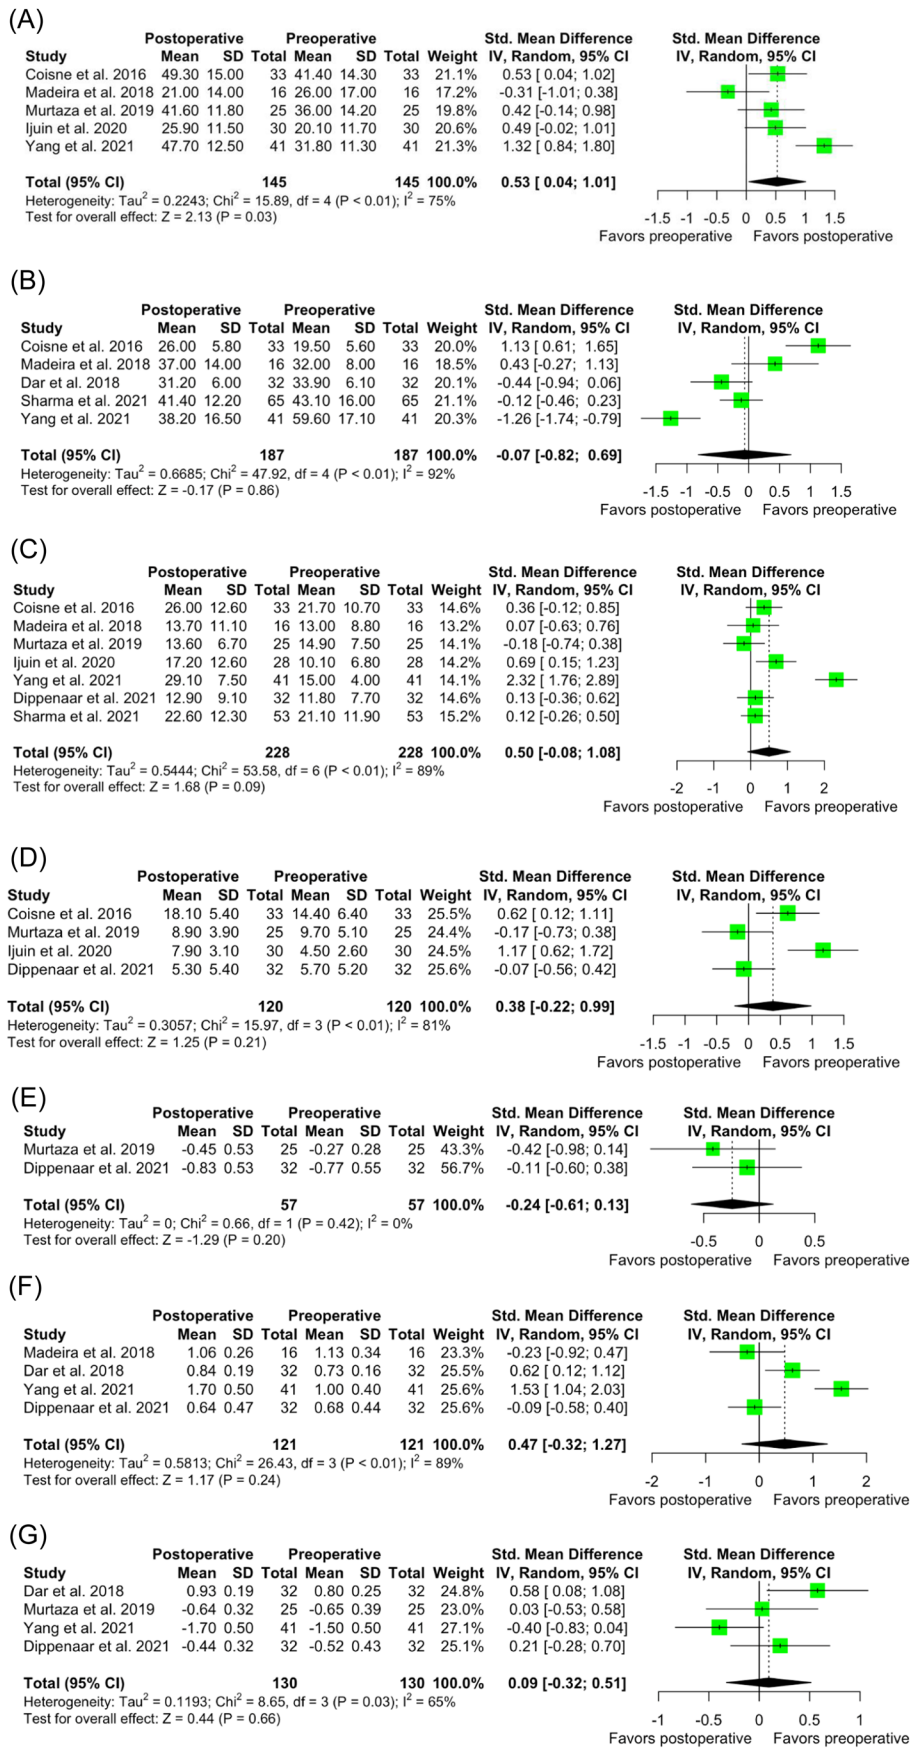 (A)
Postoperative Preoperative Std. Mean Difference Std. Mean Difference
Study Mean SD Total Mean SD Total Weight IV, Random, 95% CI IV, Random, 95% CI
Coisne et al. 2016 49.30 15.00 33 41.40 14.30 33 21.1% 0.53 [ 0.04; 1.02]
Madeira et al. 2018 21.00 14.00 16 26.00 17.00 16 17.2% -0.31 [-1.01; 0.38]
Murtaza et al. 2019 41.60 11.80 25 36.00 14.20 25 19.8% 0.42 [-0.14; 0.98]
Ijuin et al. 2020 25.90 11.50 30 20.10 11.70 30 20.6% 0.49 [-0.02; 1.01]
Yang et al. 2021 47.70 12.50 41 31.80 11.30 41 21.3% 1.32 [ 0.84; 1.80]
Total (95% CI) 145 145 100.0% 0.53 [ 0.04; 1.01]
Heterogeneity: Tau² = 0.2243; Chi² = 15.89, df = 4 (P < 0.01); I² = 75%
Test for overall effect: Z = 2.13 (P = 0.03)
-1.5 -1 -0.5 0 0.5 1 1.5
Favors preoperative Favors postoperative
(B)
Postoperative Preoperative Std. Mean Difference Std. Mean Difference
Study Mean SD Total Mean SD Total Weight IV, Random, 95% CI IV, Random, 95% CI
Coisne et al. 2016 26.00 5.80 33 19.50 5.60 33 20.0% 1.13 [ 0.61; 1.65]
Madeira et al. 2018 37.00 14.00 16 32.00 8.00 16 18.5% 0.43 [-0.27; 1.13]
Dar et al. 2018 31.20 6.00 32 33.90 6.10 32 20.1% -0.44 [-0.94; 0.06]
Sharma et al. 2021 41.40 12.20 65 43.10 16.00 65 21.1% -0.12 [-0.46; 0.23]
Yang et al. 2021 38.20 16.50 41 59.60 17.10 41 20.3% -1.26 [-1.74; -0.79]
Total (95% CI) 187 187 100.0% -0.07 [-0.82; 0.69]
Heterogeneity: Tau² = 0.6685; Chi² = 47.92, df = 4 (P < 0.01); I² = 92%
Test for overall effect: Z = -0.17 (P = 0.86)
-1.5 -1 -0.5 0 0.5 1 1.5
Favors postoperative Favors preoperative
(C)
Postoperative Preoperative Std. Mean Difference Std. Mean Difference
Study Mean SD Total Mean SD Total Weight IV, Random, 95% CI IV, Random, 95% CI
Coisne et al. 2016 26.00 12.60 33 21.70 10.70 33 14.6% 0.36 [-0.12; 0.85]
Madeira et al. 2018 13.70 11.10 16 13.00 8.80 16 13.2% 0.07 [-0.63; 0.76]
Murtaza et al. 2019 13.60 6.70 25 14.90 7.50 25 14.1% -0.18 [-0.74; 0.38]
Ijuin et al. 2020 17.20 12.60 28 10.10 6.80 28 14.2% 0.69 [ 0.15; 1.23]
Yang et al. 2021 29.10 7.50 41 15.00 4.00 41 14.1% 2.32 [ 1.76; 2.89]
Dippenaar et al. 2021 12.90 9.10 32 11.80 7.70 32 14.6% 0.13 [-0.36; 0.62]
Sharma et al. 2021 22.60 12.30 53 21.10 11.90 53 15.2% 0.12 [-0.26; 0.50]
Total (95% CI) 228 228 100.0% 0.50 [-0.08; 1.08]
Heterogeneity: Tau² = 0.5444; Chi² = 53.58, df = 6 (P < 0.01); I² = 89%
Test for overall effect: Z = 1.68 (P = 0.09)
-2 -1 0 1 2
Favors postoperative Favors preoperative
(D)
Postoperative Preoperative Std. Mean Difference Std. Mean Difference
Study Mean SD Total Mean SD Total Weight IV, Random, 95% CI IV, Random, 95% CI
Coisne et al. 2016 18.10 5.40 33 14.40 6.40 33 25.5% 0.62 [ 0.12; 1.11]
Murtaza et al. 2019 8.90 3.90 25 9.70 5.10 25 24.4% -0.17 [-0.73; 0.38]
Ijuin et al. 2020 7.90 3.10 30 4.50 2.60 30 24.5% 1.17 [ 0.62; 1.72]
Dippenaar et al. 2021 5.30 5.40 32 5.70 5.20 32 25.6% -0.07 [-0.56; 0.42]
Total (95% CI) 120 120 100.0% 0.38 [-0.22; 0.99]
Heterogeneity: Tau² = 0.3057; Chi² = 15.97, df = 3 (P < 0.01); I² = 81%
Test for overall effect: Z = 1.25 (P = 0.21)
-1.5 -1 -0.5 0 0.5 1 1.5
Favors postoperative Favors preoperative
(E)
Postoperative Preoperative Std. Mean Difference Std. Mean Difference
Study Mean SD Total Mean SD Total Weight IV, Random, 95% CI IV, Random, 95% CI
Murtaza et al. 2019 -0.45 0.53 25 -0.27 0.28 25 43.3% -0.42 [-0.98; 0.14]
Dippenaar et al. 2021 -0.83 0.53 32 -0.77 0.55 32 56.7% -0.11 [-0.60; 0.38]
Total (95% CI) 57 57 100.0% -0.24 [-0.61; 0.13]
Heterogeneity: Tau² = 0; Chi² = 0.66, df = 1 (P = 0.42); I² = 0%
Test for overall effect: Z = -1.29 (P = 0.20)
-0.5 0 0.5
Favors postoperative Favors preoperative
(F)
Postoperative Preoperative Std. Mean Difference Std. Mean Difference
Study Mean SD Total Mean SD Total Weight IV, Random, 95% CI IV, Random, 95% CI
Madeira et al. 2018 1.06 0.26 16 1.13 0.34 16 23.3% -0.23 [-0.92; 0.47]
Dar et al. 2018 0.84 0.19 32 0.73 0.16 32 25.5% 0.62 [ 0.12; 1.12]
Yang et al. 2021 1.70 0.50 41 1.00 0.40 41 25.6% 1.53 [ 1.04; 2.03]
Dippenaar et al. 2021 0.64 0.47 32 0.68 0.44 32 25.6% -0.09 [-0.58; 0.40]
Total (95% CI) 121 121 100.0% 0.47 [-0.32; 1.27]
Heterogeneity: Tau² = 0.5813; Chi² = 26.43, df = 3 (P < 0.01); I² = 89%
Test for overall effect: Z = 1.17 (P = 0.24)
-2 -1 0 1 2
Favors postoperative Favors preoperative
(G)
Postoperative Preoperative Std. Mean Difference Std. Mean Difference
Study Mean SD Total Mean SD Total Weight IV, Random, 95% CI IV, Random, 95% CI
Dar et al. 2018 0.93 0.19 32 0.80 0.25 32 24.8% 0.58 [ 0.08; 1.08]
Murtaza et al. 2019 -0.64 0.32 25 -0.65 0.39 25 23.0% 0.03 [-0.53; 0.58]
Yang et al. 2021 -1.70 0.50 41 -1.50 0.50 41 27.1% -0.40 [-0.83; 0.04]
Dippenaar et al. 2021 -0.44 0.32 32 -0.52 0.43 32 25.1% 0.21 [-0.28; 0.70]
Total (95% CI) 130 130 100.0% 0.09 [-0.32; 0.51]
Heterogeneity: Tau² = 0.1193; Chi² = 8.65, df = 3 (P = 0.03); I² = 65%
Test for overall effect: Z = 0.44 (P = 0.66)
-1 -0.5 0 0.5 1
Favors postoperative Favors preoperative